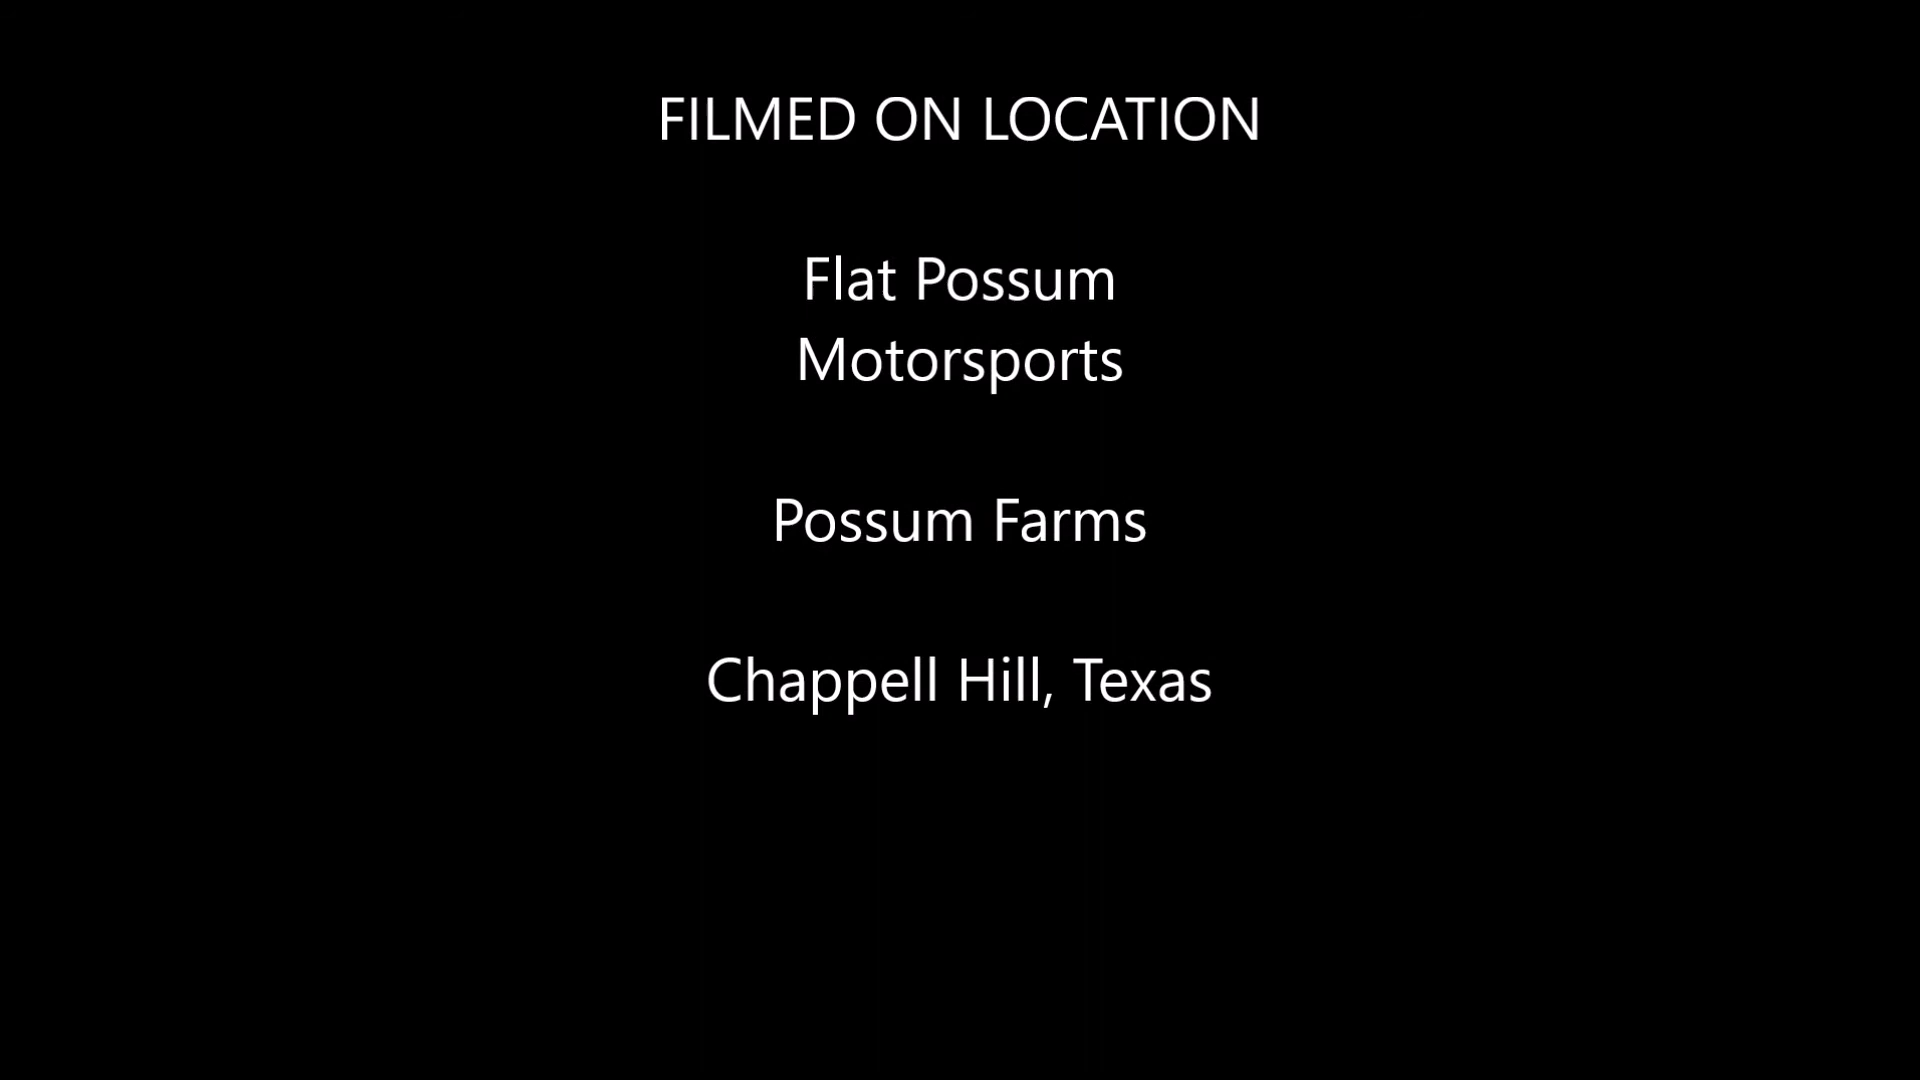 FILMED ON LOCATION
Flat Possum
Motorsports
Possum Farms
Chappell Hill, Texas